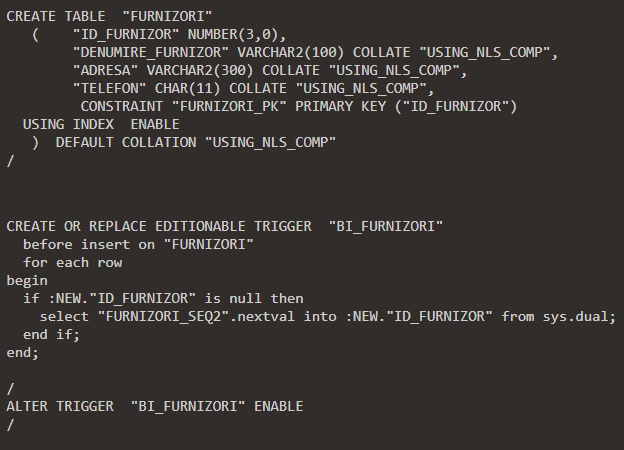 CREATE TABLE  "FURNIZORI"
   (    "ID_FURNIZOR" NUMBER(3,0),
        "DENUMIRE_FURNIZOR" VARCHAR2(100) COLLATE "USING_NLS_COMP",
        "ADRESA" VARCHAR2(300) COLLATE "USING_NLS_COMP",
        "TELEFON" CHAR(11) COLLATE "USING_NLS_COMP",
         CONSTRAINT "FURNIZORI_PK" PRIMARY KEY ("ID_FURNIZOR")
  USING INDEX  ENABLE
   )  DEFAULT COLLATION "USING_NLS_COMP"
/
CREATE OR REPLACE EDITIONABLE TRIGGER  "BI_FURNIZORI"
  before insert on "FURNIZORI"
  for each row
begin
  if :NEW."ID_FURNIZOR" is null then
    select "FURNIZORI_SEQ2".nextval into :NEW."ID_FURNIZOR" from sys.dual;
  end if;
end;
/
ALTER TRIGGER  "BI_FURNIZORI" ENABLE
/